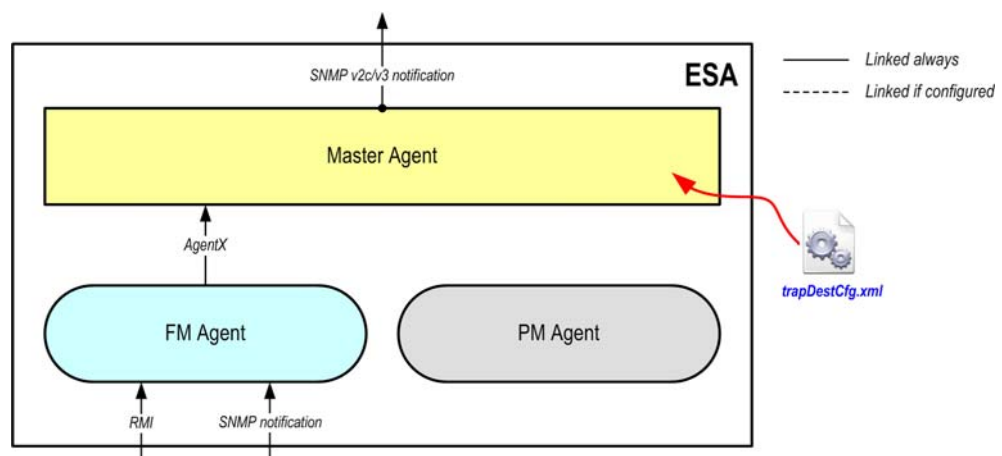 SNMP v2c/v3 notification
ESA
Linked always
Linked if configured
Master Agent
AgentX
trapDestCfg.xml
FM Agent
PM Agent
RMI
SNMP notification